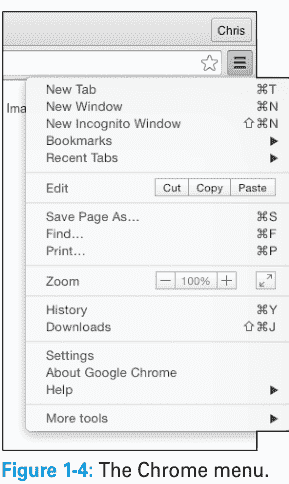 Chris
Ima
New Tab ⌘T
New Window ⌘N
New Incognito Window ⇧⌘N
Bookmarks ▶
Recent Tabs ▶
Edit Cut Copy Paste
Save Page As... ⌘S
Find... ⌘F
Print... ⌘P
Zoom − 100% +
History ⌘Y
Downloads ⇧⌘J
Settings
About Google Chrome
Help ▶
More tools ▶
Figure 1-4: The Chrome menu.